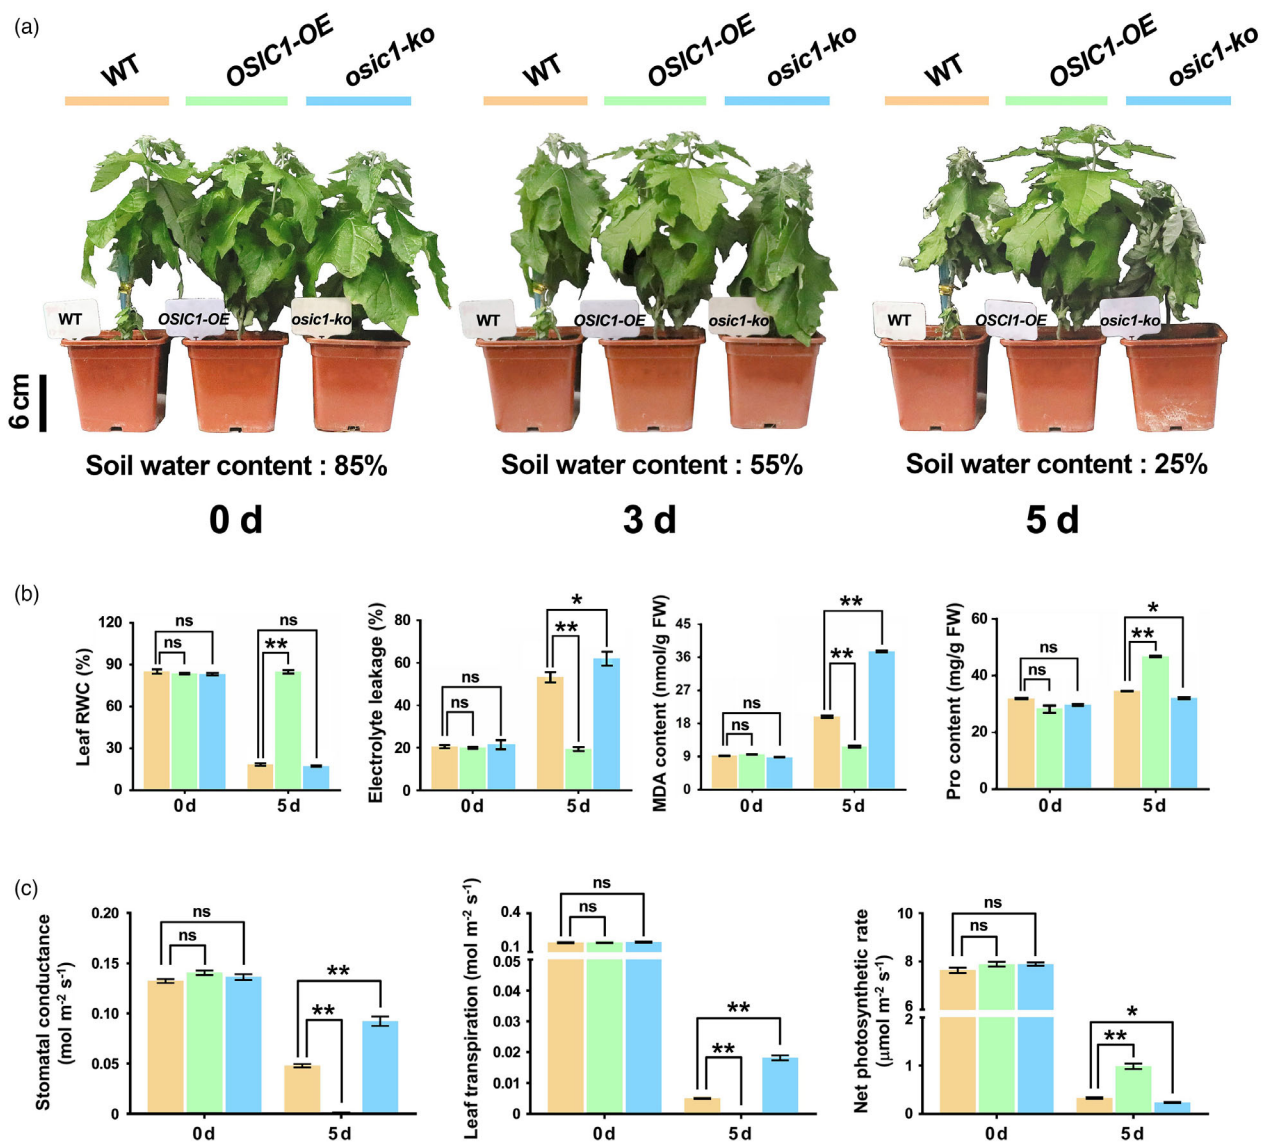 (a)
WT OSIC1-OE osic1-ko WT OSIC1-OE osic1-ko WT OSIC1-OE osic1-ko
WT OSIC1-OE osic1-ko WT OSIC1-OE osic1-ko WT OSCI1-OE osic1-ko
6 cm
Soil water content : 85% Soil water content : 55% Soil water content : 25%
0 d 3 d 5 d
(b)
Leaf RWC (%)
120
90
60
30
0
ns
ns
ns
**
0 d 5 d
Electrolyte leakage (%)
80
60
40
20
0
ns
ns
*
**
0 d 5 d
MDA content (nmol/g FW)
45
36
27
18
9
0
ns
ns
**
**
0 d 5 d
Pro content (mg/g FW)
60
40
20
0
ns
ns
*
**
0 d 5 d
(c)
Stomatal conductance
(mol m-2 s-1)
0.20
0.15
0.10
0.05
0
ns
ns
**
**
0 d 5 d
Leaf transpiration (mol m-2 s-1)
0.4
0.1
0.05
0.04
0.03
0.02
0.01
0
ns
ns
**
**
0 d 5 d
Net photosynthetic rate
(μmol m-2 s-1)
10
8
6
2
1
0
ns
ns
*
**
0 d 5 d